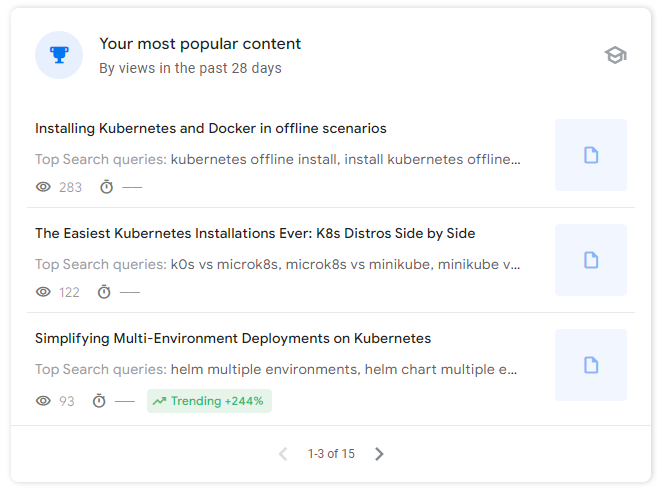 Your most popular content
By views in the past 28 days
Installing Kubernetes and Docker in offline scenarios
Top Search queries: kubernetes offline install, install kubernetes offline...
283
The Easiest Kubernetes Installations Ever: K8s Distros Side by Side
Top Search queries: k0s vs microk8s, microk8s vs minikube, minikube v...
122
Simplifying Multi-Environment Deployments on Kubernetes
Top Search queries: helm multiple environments, helm chart multiple e...
93 Trending +244%
1-3 of 15